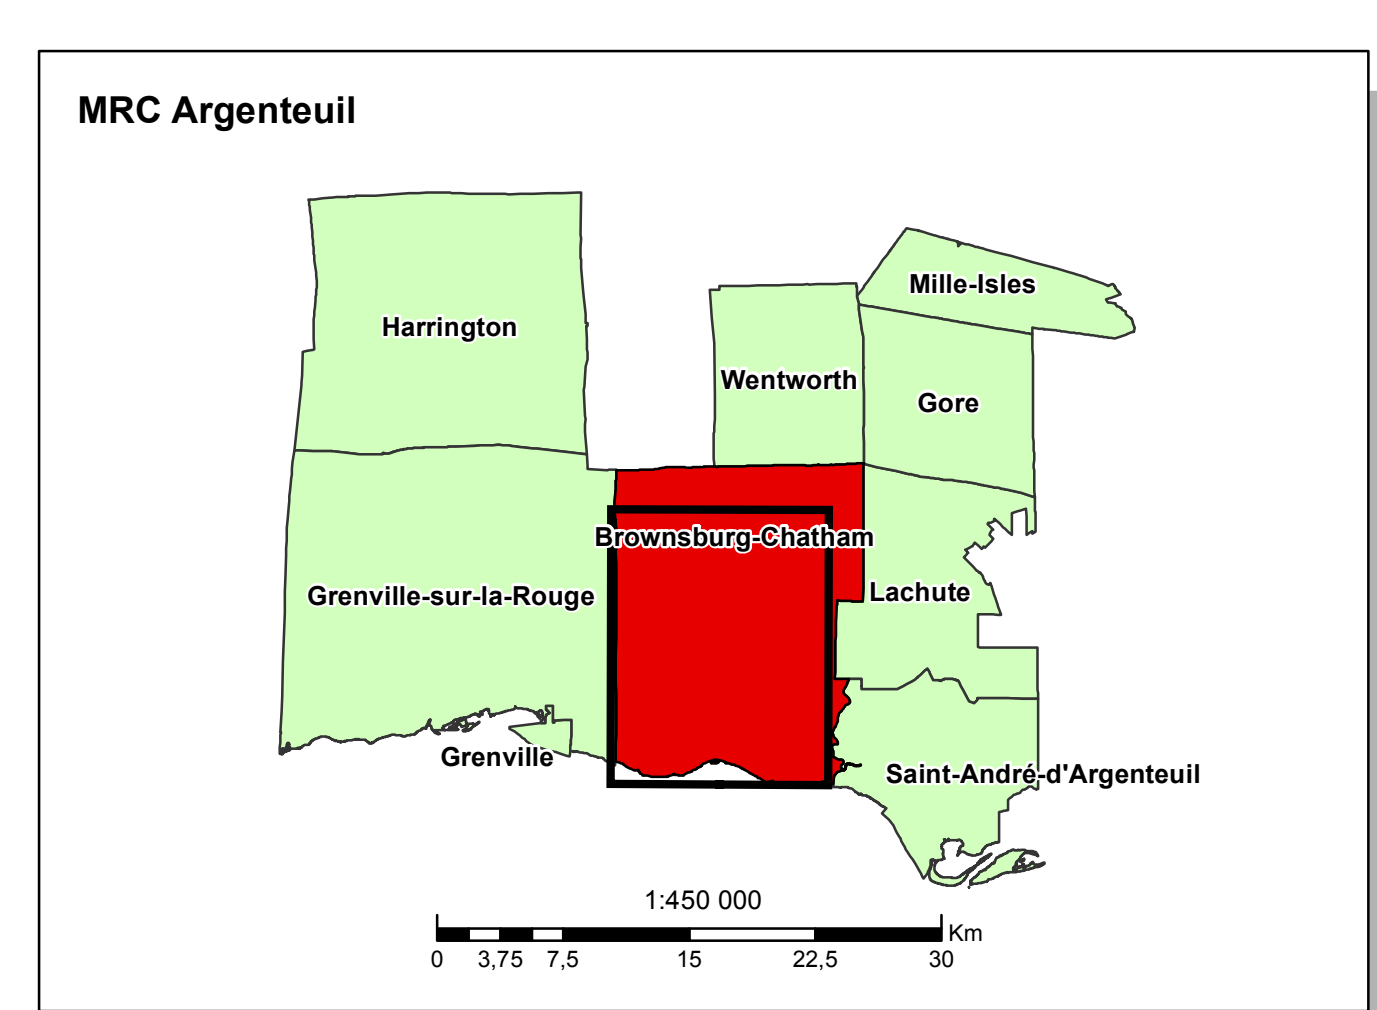 MRC Argenteuil
Mille-Isles
Harrington
Wentworth
Gore
Brownsburg-Chatham
Lachute
Grenville-sur-la-Rouge
Grenville
Saint-André-d'Argenteuil
1:450 000
Km
0 3,75 7,5 15 22,5 30